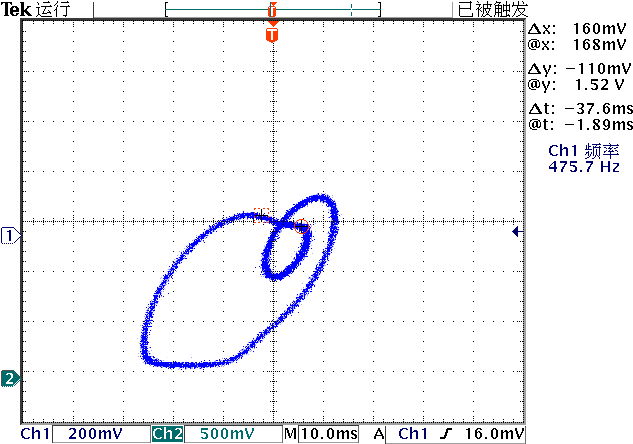 Tek 运行 已被触发
T
T
Δx: 160mV
@x: 168mV
Δy: −110mV
@y: 1.52 V
Δt: −37.6ms
@t: −1.89ms
Ch1 频率
475.7 Hz
1
2
Ch1 200mV Ch2 500mV M 10.0ms A Ch1 16.0mV